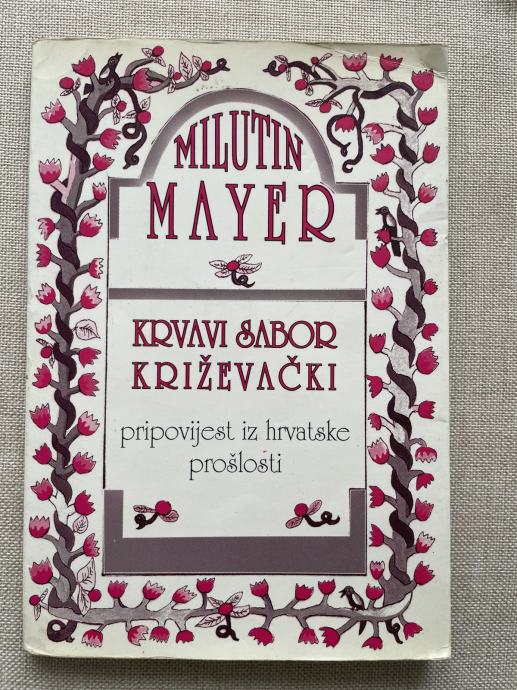 MILUTIN
MAYER
KRVAVI SABOR
KRIŽEVAČKI
pripovijest iz hrvatske
prošlosti